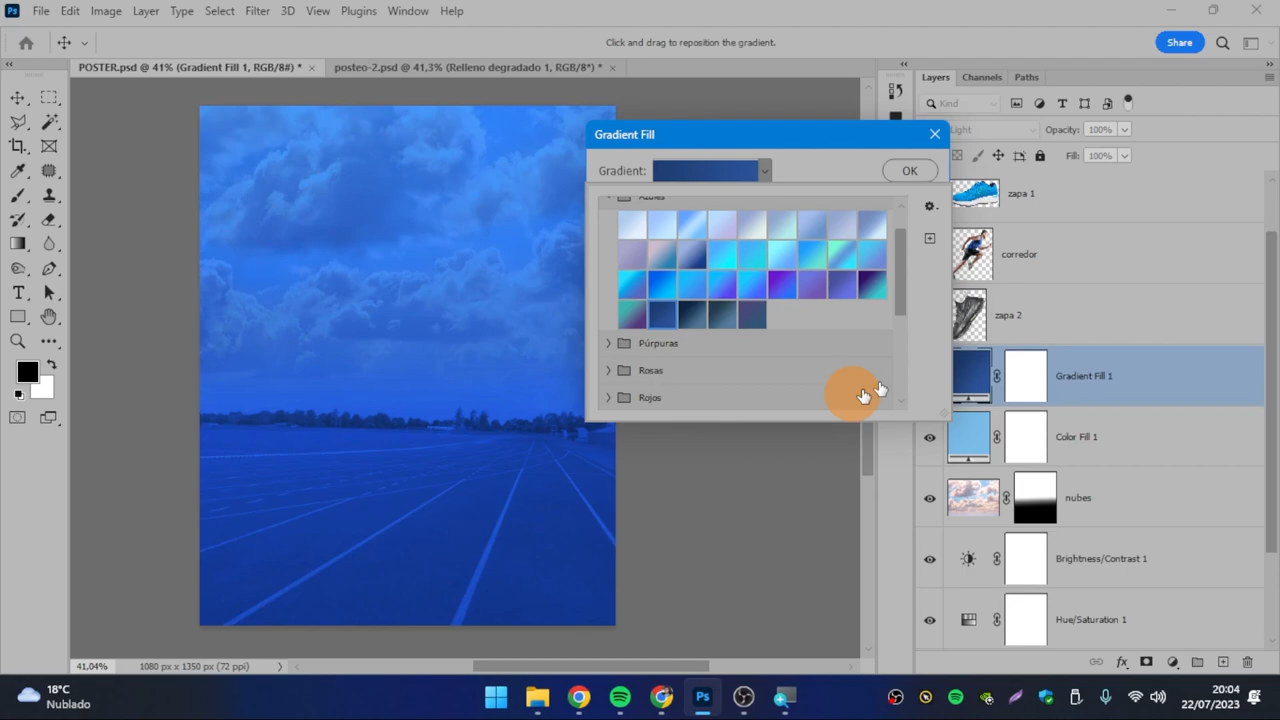 Ps File Edit Image Layer Type Select Filter 3D View Plugins Window Help
Click and drag to reposition the gradient.
Share
POSTER.psd @ 41% (Gradient Fill 1, RGB/8#) *
posteo-2.psd @ 41,3% (Relleno degradado 1, RGB/8*) *
Layers Channels Paths
Kind
Light Opacity: 100%
Fill: 100%
Gradient Fill
Gradient:
OK
Azules
Púrpuras
Rosas
Rojos
zapa 1
corredor
zapa 2
Gradient Fill 1
Color Fill 1
nubes
Brightness/Contrast 1
Hue/Saturation 1
41,04% 1080 px x 1350 px (72 ppi)
18°C
Nublado
Ps
20:04
22/07/2023